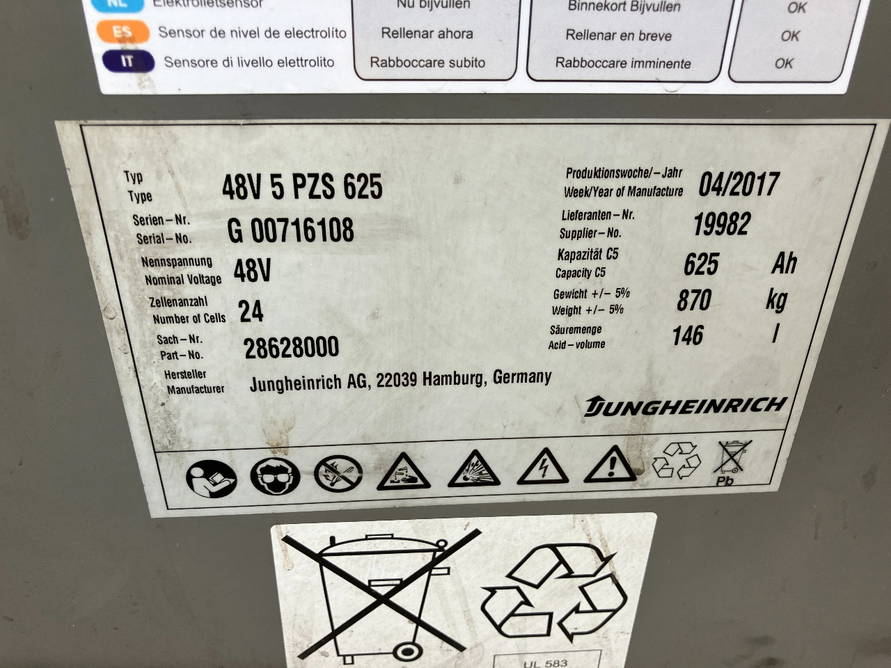 NL Elektrolietsensor Nu bijvullen Binnekort Bijvullen OK
ES Sensor de nivel de electrolíto Rellenar ahora Rellenar en breve OK
IT Sensore di livello elettrolito Rabboccare subito Rabboccare imminente OK
Typ
Type 48V 5 PZS 625
Serien-Nr.
Serial-No. G 00716108
Nennspannung
Nominal Voltage 48V
Zellenanzahl
Number of Cells 24
Sach-Nr.
Part-No. 28628000
Hersteller
Manufacturer Jungheinrich AG, 22039 Hamburg, Germany
Produktionswoche/-Jahr
Week/Year of Manufacture 04/2017
Lieferanten-Nr.
Supplier-No. 19982
Kapazität C5
Capacity C5 625 Ah
Gewicht +/- 5%
Weight +/- 5% 870 kg
Säuremenge
Acid-volume 146 l
JUNGHEINRICH
Pb
UL 583